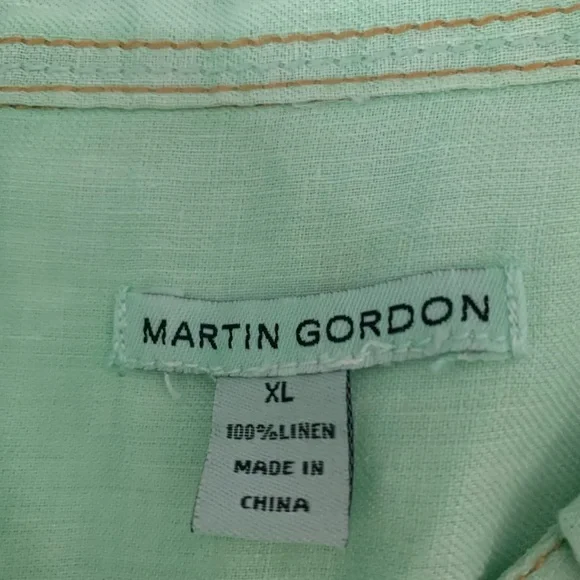 MARTIN GORDON
XL
100%LINEN
MADE IN
CHINA